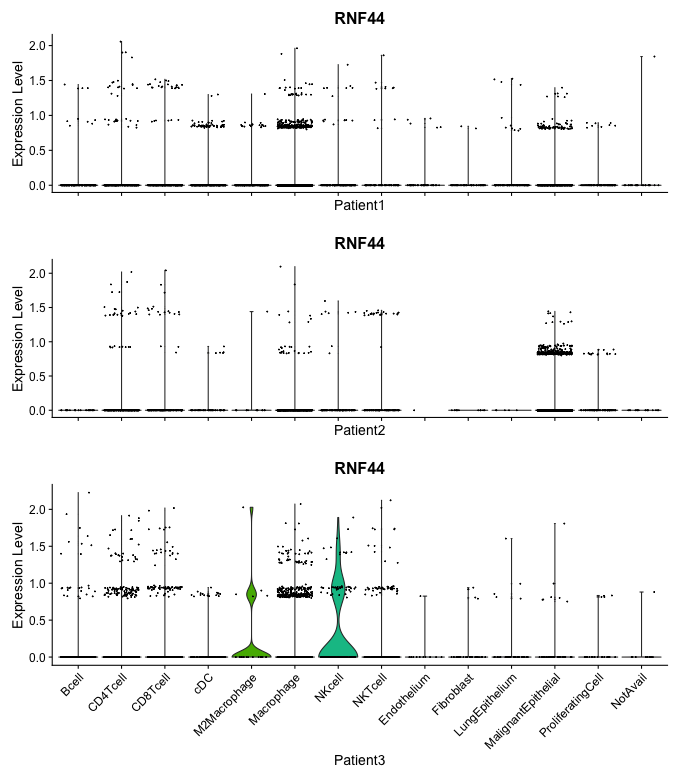 RNF44
Expression Level
2.0
1.5
1.0
0.5
0.0
Patient1
RNF44
Expression Level
2.0
1.5
1.0
0.5
0.0
Patient2
RNF44
Expression Level
2.0
1.5
1.0
0.5
0.0
Bcell
CD4Tcell
CD8Tcell
cDC
M2Macrophage
Macrophage
NKcell
NKTcell
Endothelium
Fibroblast
LungEpithelium
MalignantEpithelial
ProliferatingCell
NotAvail
Patient3